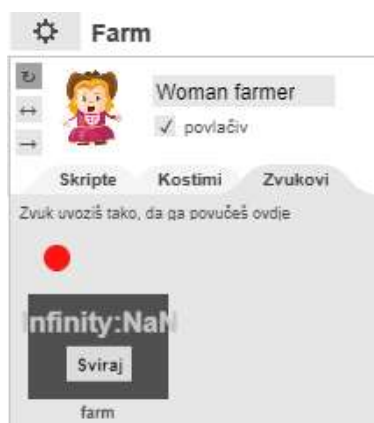 Farm
Woman farmer
povlačiv
Skripte Kostimi Zvukovi
Zvuk uvoziš tako, da ga povučeš ovdje
Infinity:NaN
Sviraj
farm